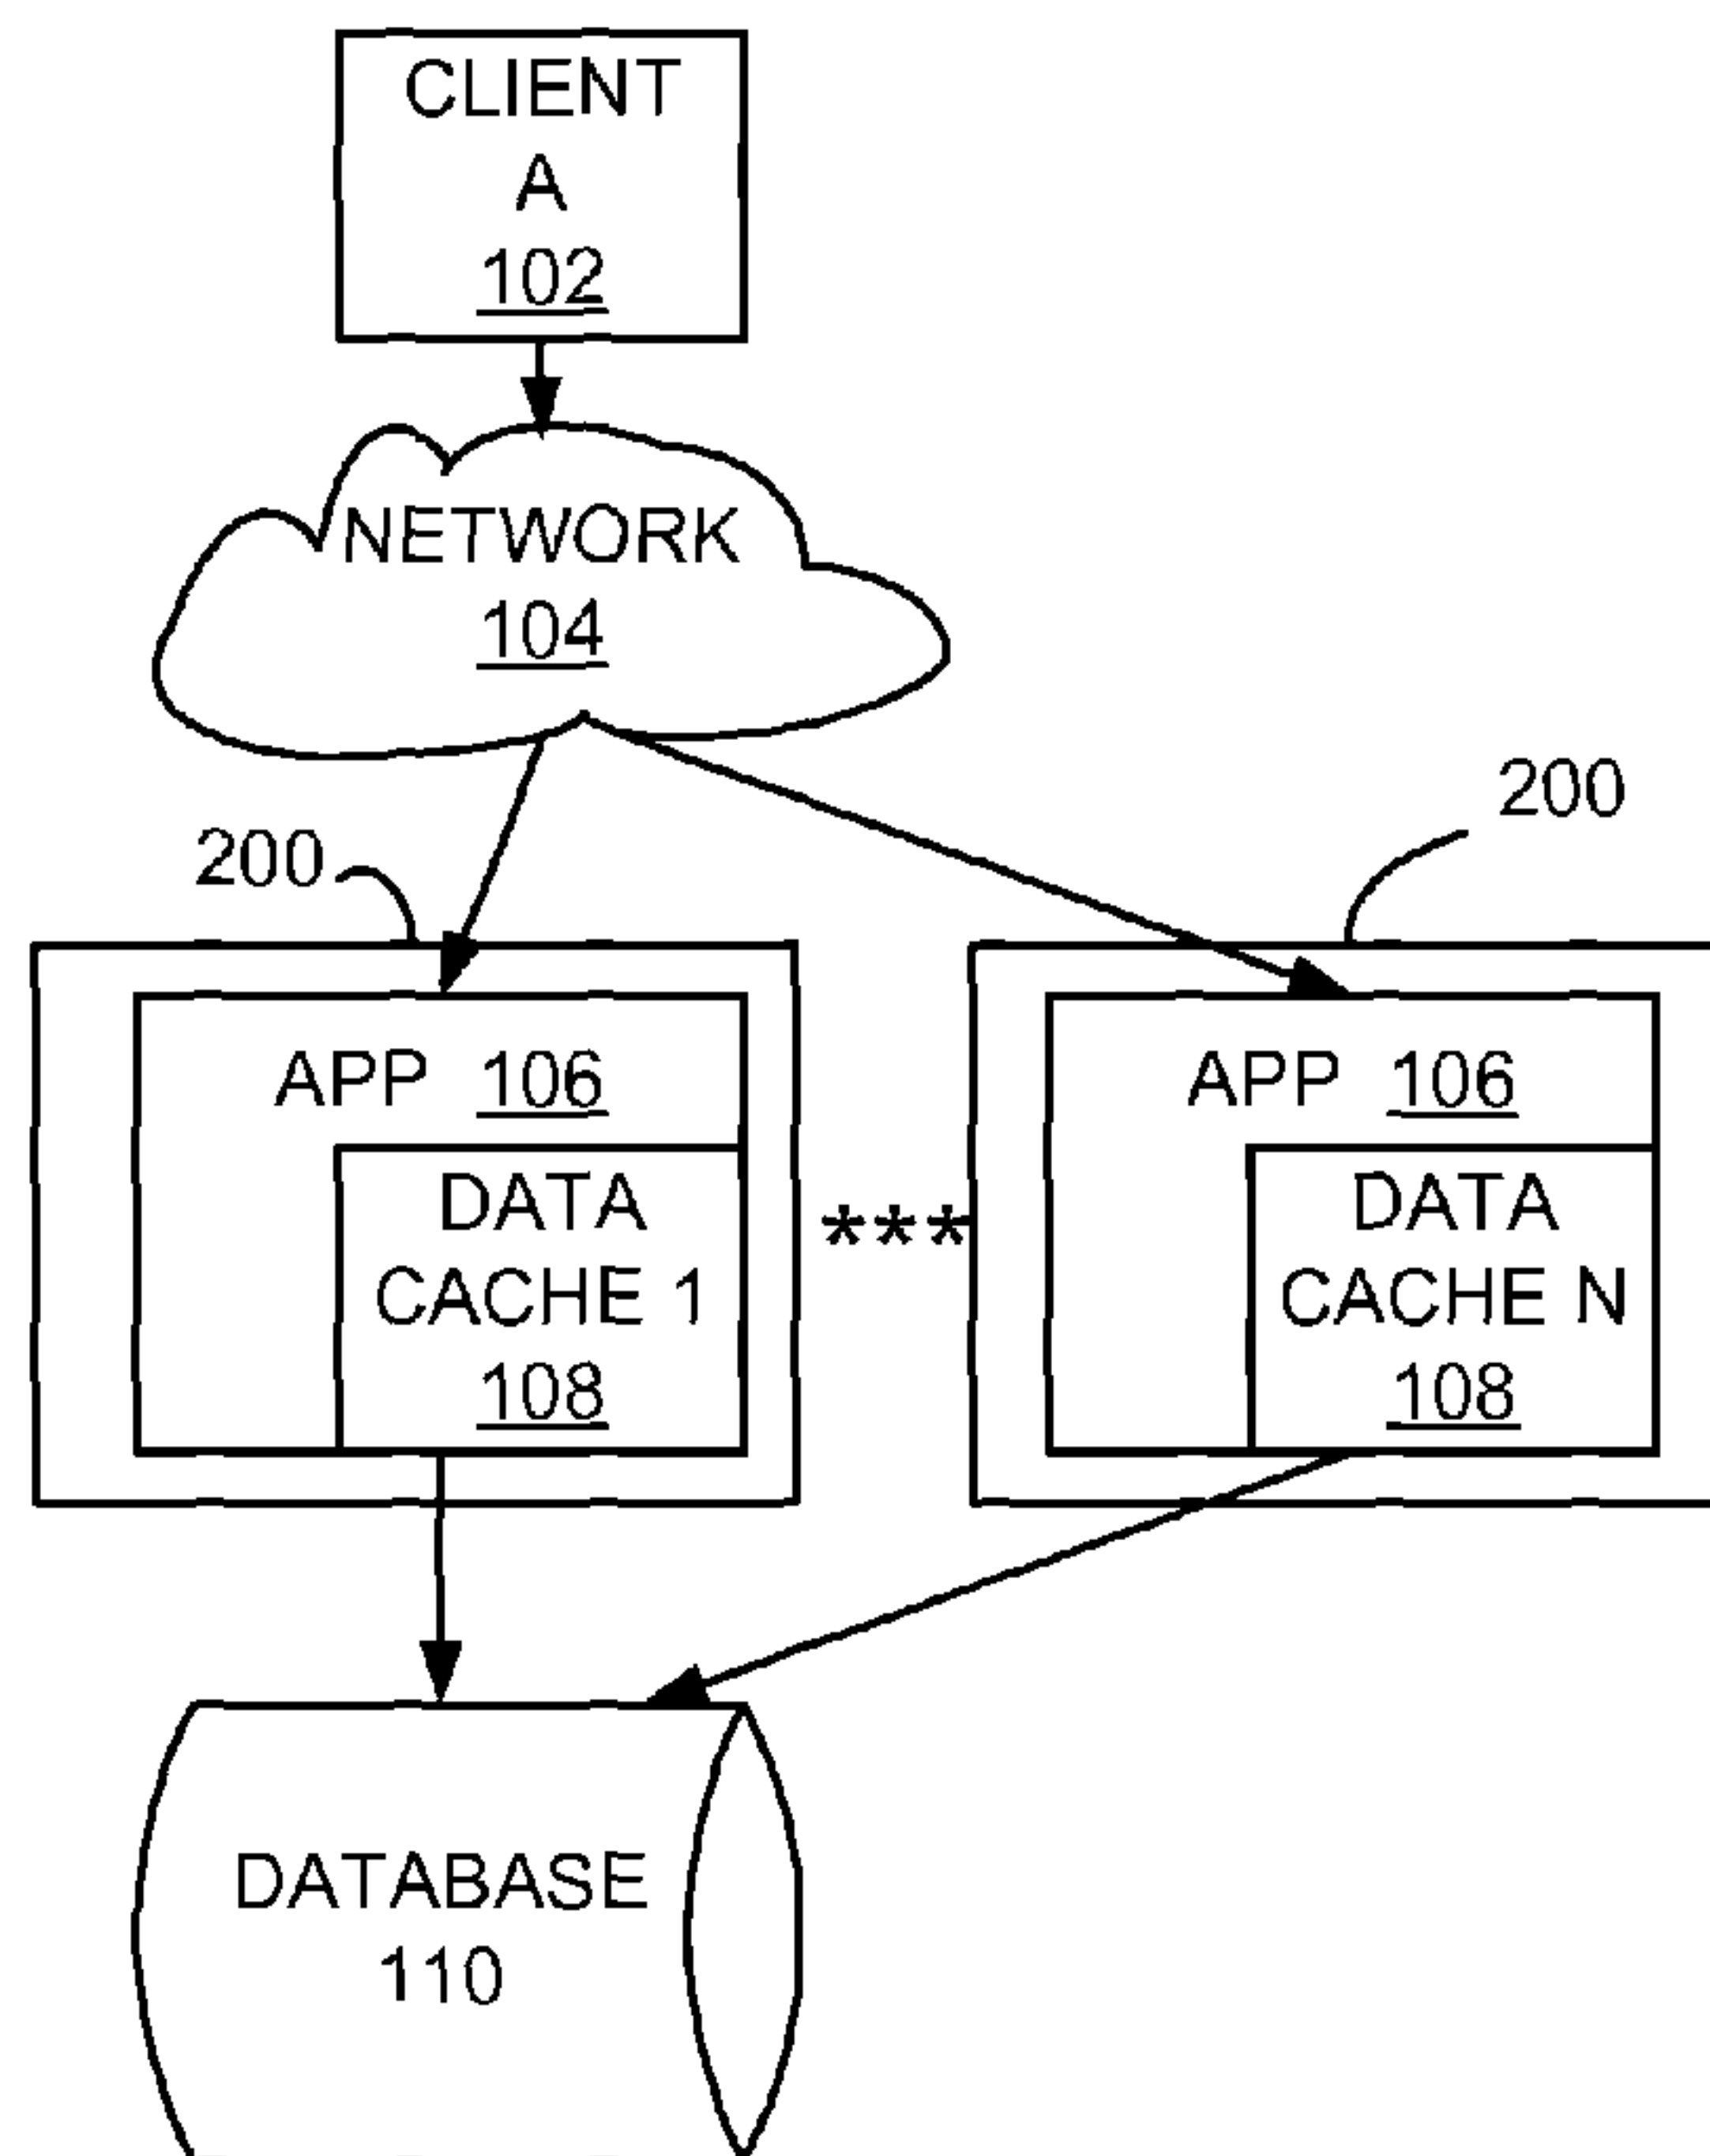 CLIENT
A
102
NETWORK
104
200
200
APP 106
DATA
CACHE 1
108
***
APP 106
DATA
CACHE N
108
DATABASE
110